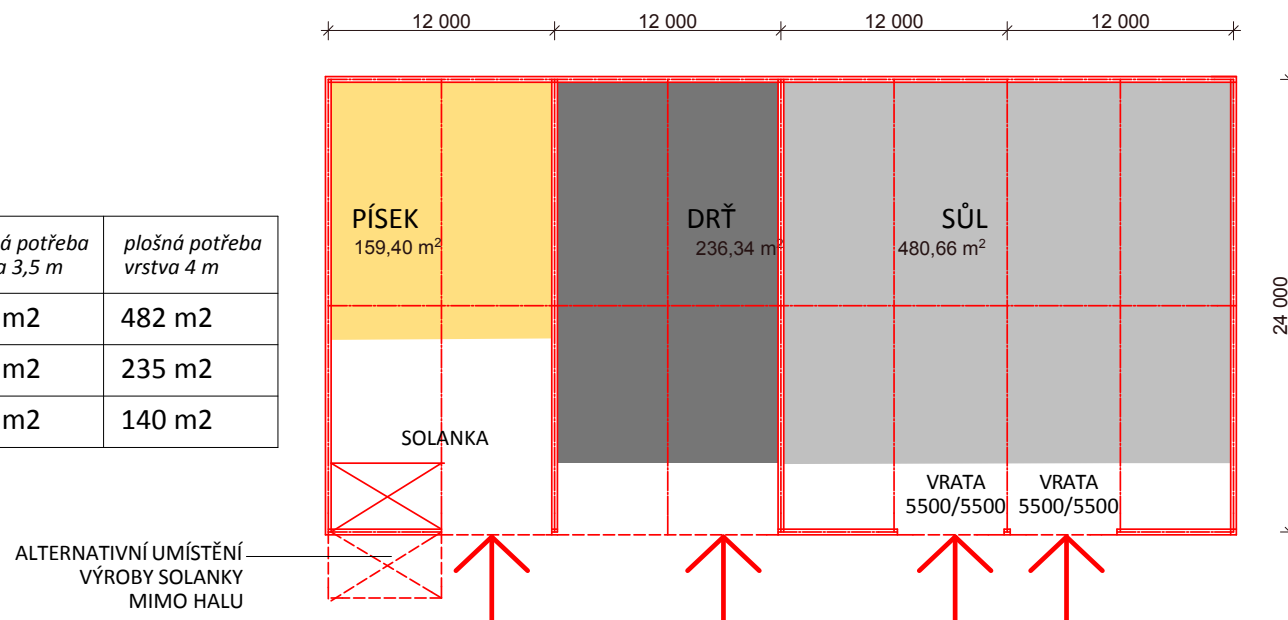 12 000 12 000 12 000 12 000
PÍSEK
159,40 m²
DRŤ
236,34 m²
SŮL
480,66 m²
24 000
á potřeba
a 3,5 m
plošná potřeba
vrstva 4 m
m2
482 m2
m2
235 m2
m2
140 m2
SOLANKA
VRATA
5500/5500
VRATA
5500/5500
ALTERNATIVNÍ UMÍSTĚNÍ
VÝROBY SOLANKY
MIMO HALU